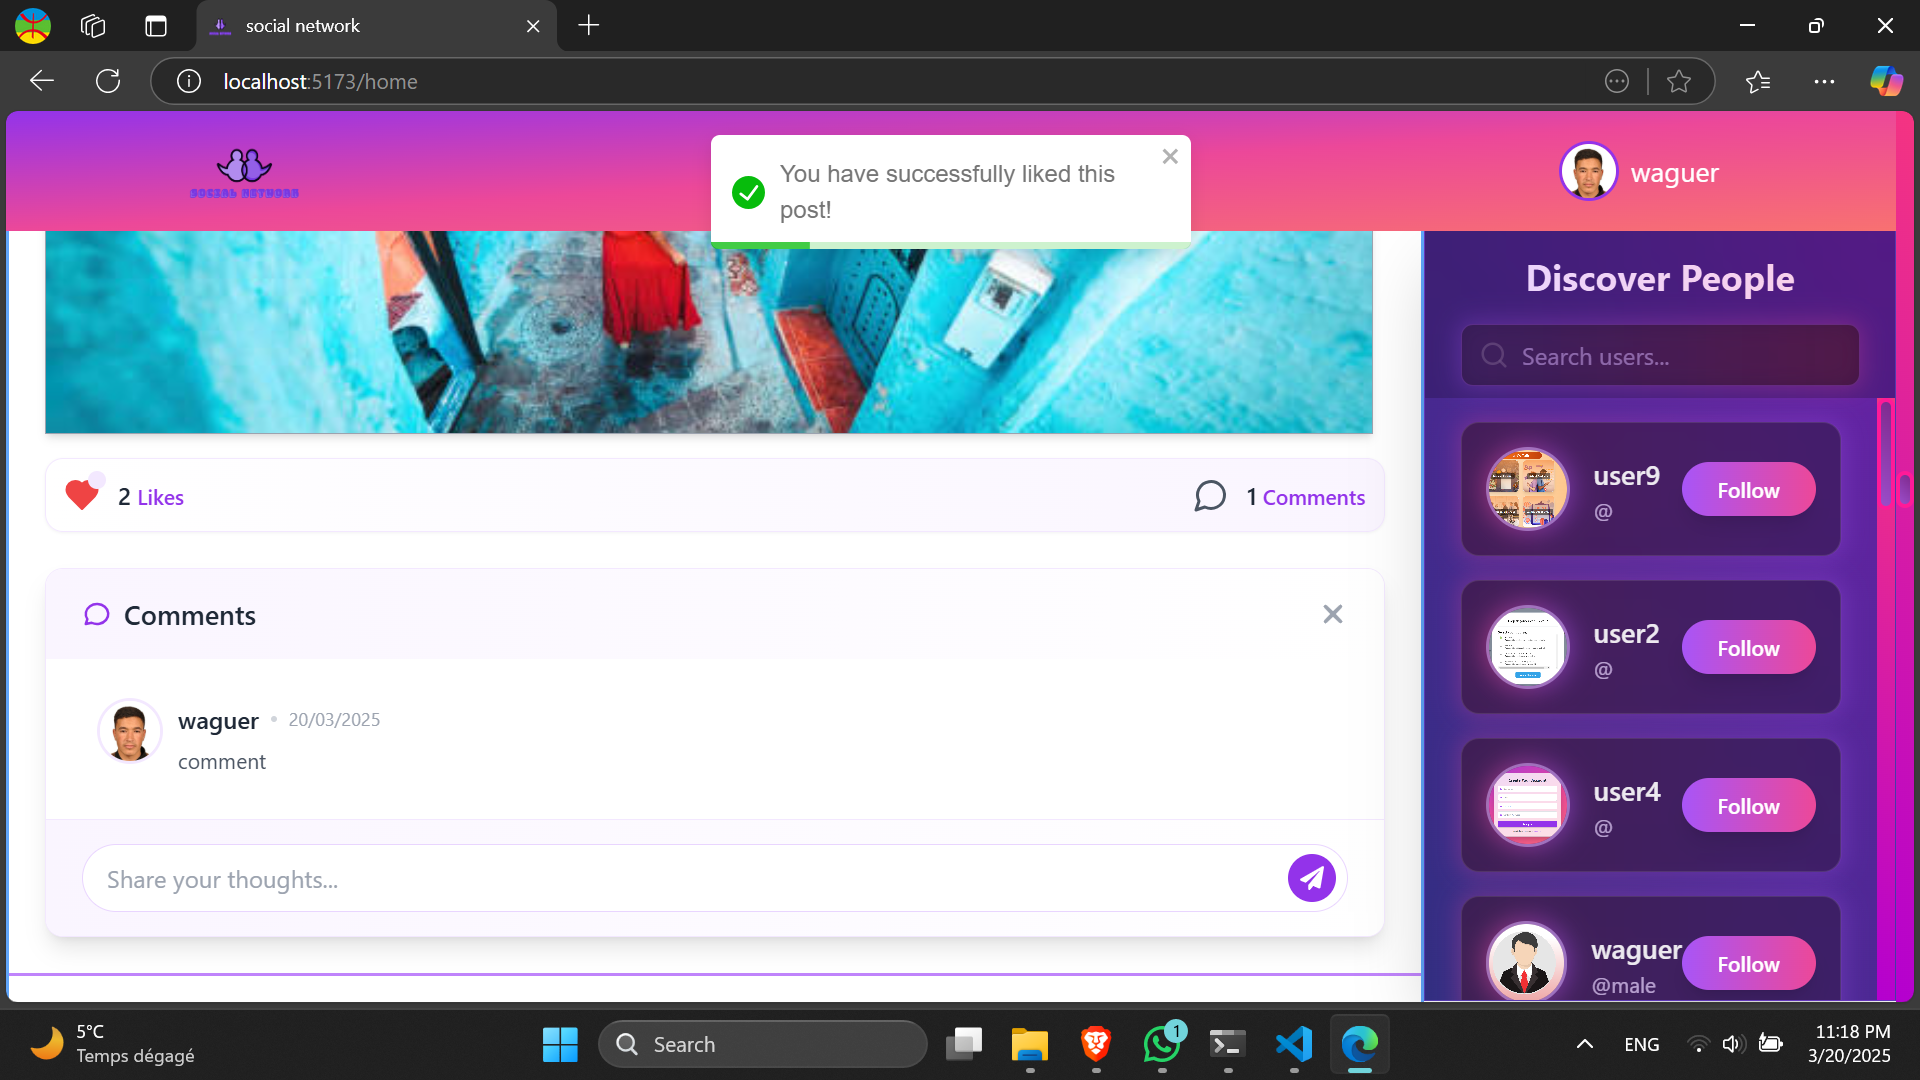 social network
localhost:5173/home
SOCIAL NETWORK
You have successfully liked this
post!
waguer
2 Likes
1 Comments
Comments
waguer • 20/03/2025
comment
Share your thoughts...
Discover People
Search users...
user9
@
Follow
user2
@
Follow
user4
@
Follow
waguer
@male
Follow
5°C
Temps dégagé
Search
1
ENG
11:18 PM
3/20/2025